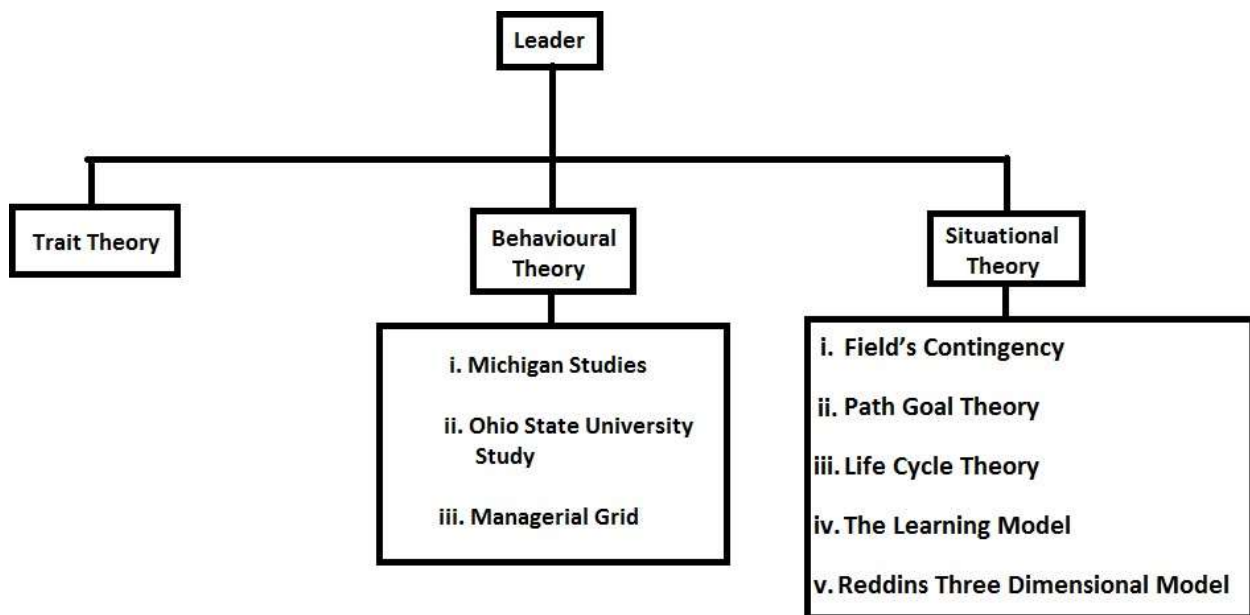 Leader
Trait Theory
Behavioural
Theory
Situational
Theory
i. Michigan Studies
ii. Ohio State University
Study
iii. Managerial Grid
i. Field's Contingency
ii. Path Goal Theory
iii. Life Cycle Theory
iv. The Learning Model
v. Reddins Three Dimensional Model